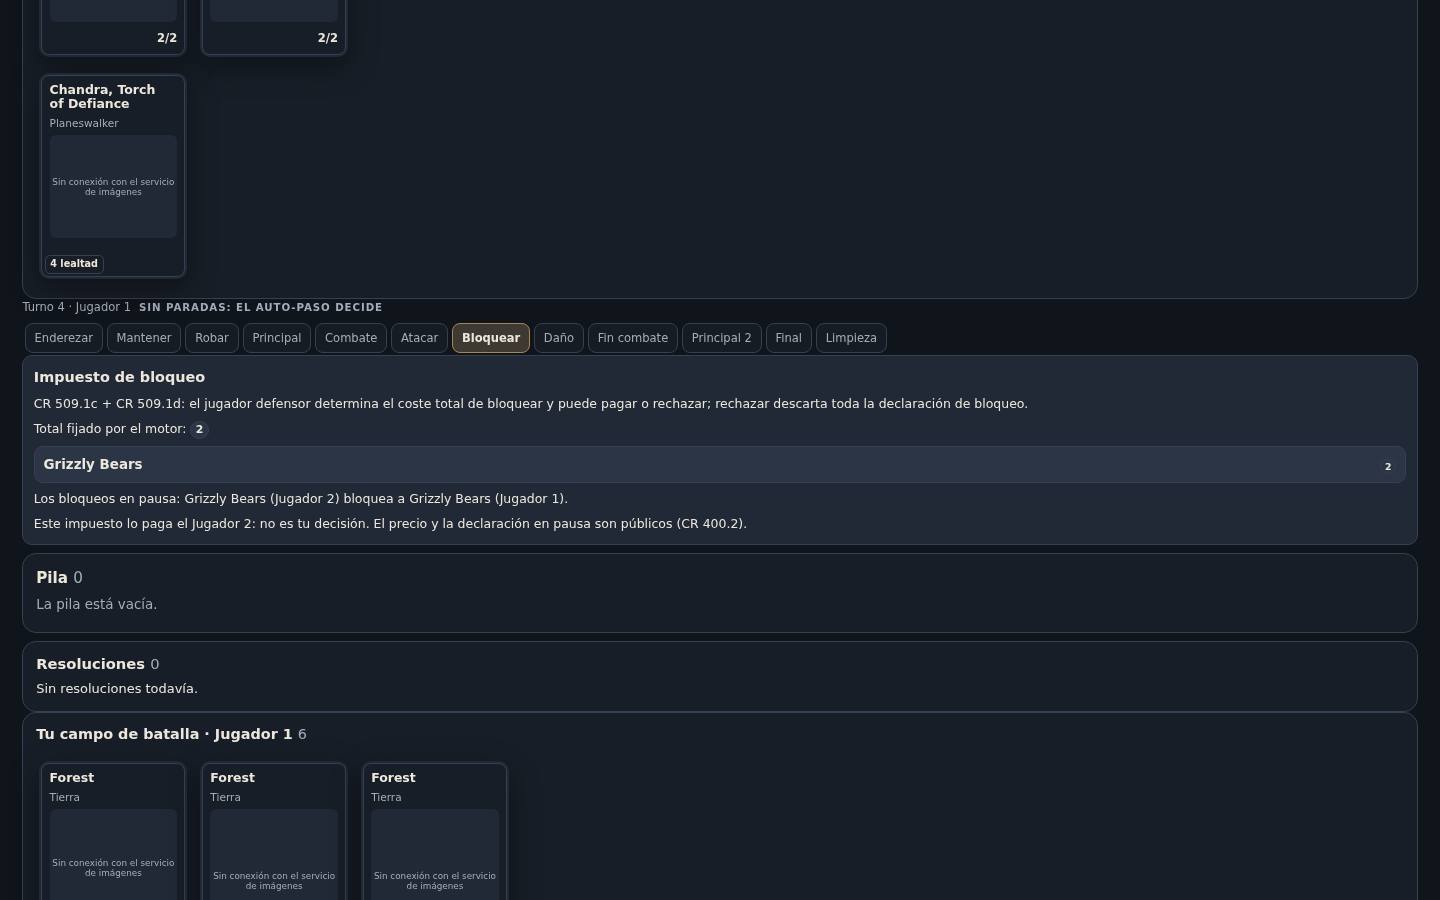 2/2
2/2
Chandra, Torch
of Defiance
Planeswalker
Sin conexión con el servicio
de imágenes
4 lealtad
Turno 4 · Jugador 1 SIN PARADAS: EL AUTO-PASO DECIDE
Enderezar Mantener Robar Principal Combate Atacar Bloquear Daño Fin combate Principal 2 Final Limpieza
Impuesto de bloqueo
CR 509.1c + CR 509.1d: el jugador defensor determina el coste total de bloquear y puede pagar o rechazar; rechazar descarta toda la declaración de bloqueo.
Total fijado por el motor: 2
Grizzly Bears 2
Los bloqueos en pausa: Grizzly Bears (Jugador 2) bloquea a Grizzly Bears (Jugador 1).
Este impuesto lo paga el Jugador 2: no es tu decisión. El precio y la declaración en pausa son públicos (CR 400.2).
Pila 0
La pila está vacía.
Resoluciones 0
Sin resoluciones todavía.
Tu campo de batalla · Jugador 1 6
Forest
Tierra
Sin conexión con el servicio
de imágenes
Forest
Tierra
Sin conexión con el servicio
de imágenes
Forest
Tierra
Sin conexión con el servicio
de imágenes